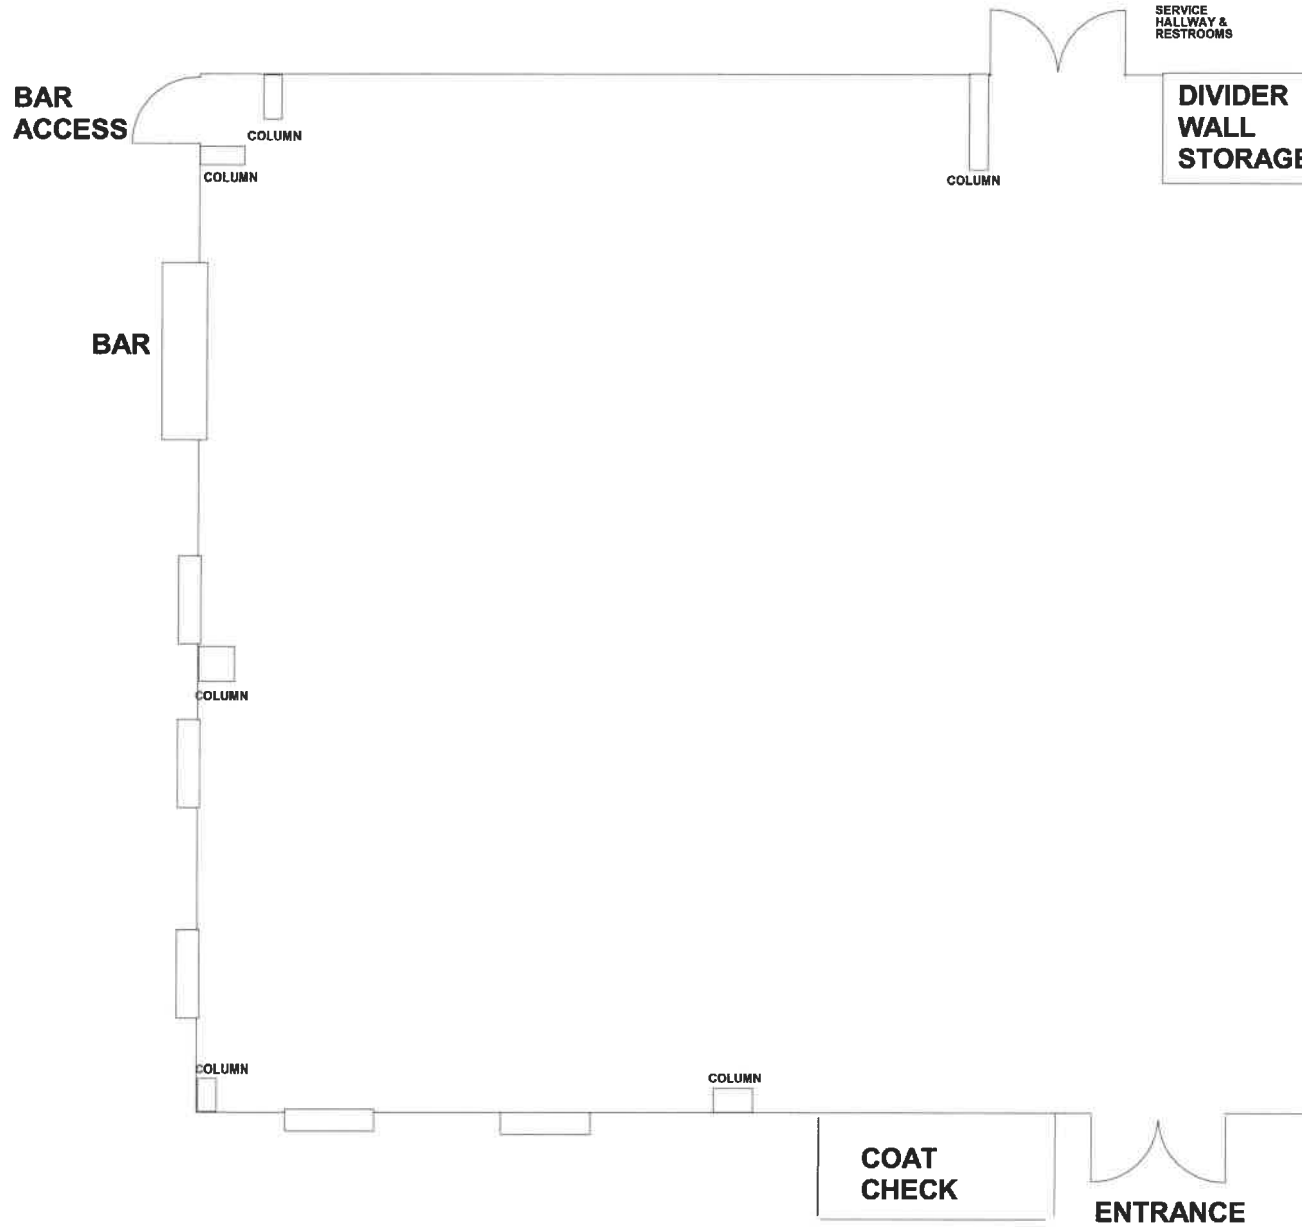 SERVICE
HALLWAY &
RESTROOMS
BAR
ACCESS
DIVIDER
WALL
STORAGE
COLUMN
COLUMN
COLUMN
BAR
COLUMN
COLUMN
COLUMN
COAT
CHECK
ENTRANCE